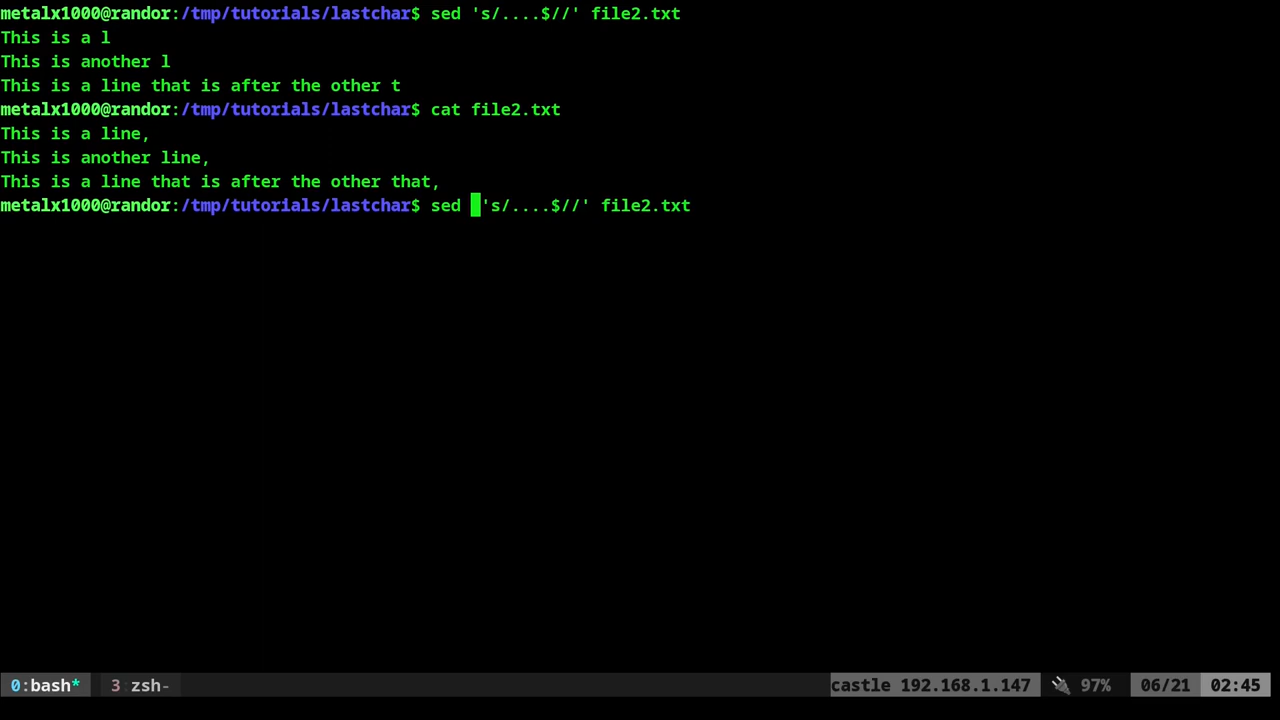 metalx1000@randor:/tmp/tutorials/lastchar$ sed 's/....$//' file2.txt
This is a l
This is another l
This is a line that is after the other t
metalx1000@randor:/tmp/tutorials/lastchar$ cat file2.txt
This is a line,
This is another line,
This is a line that is after the other that,
metalx1000@randor:/tmp/tutorials/lastchar$ sed 's/....$//' file2.txt
0:bash* 3 zsh- castle 192.168.1.147 97% 06/21 02:45